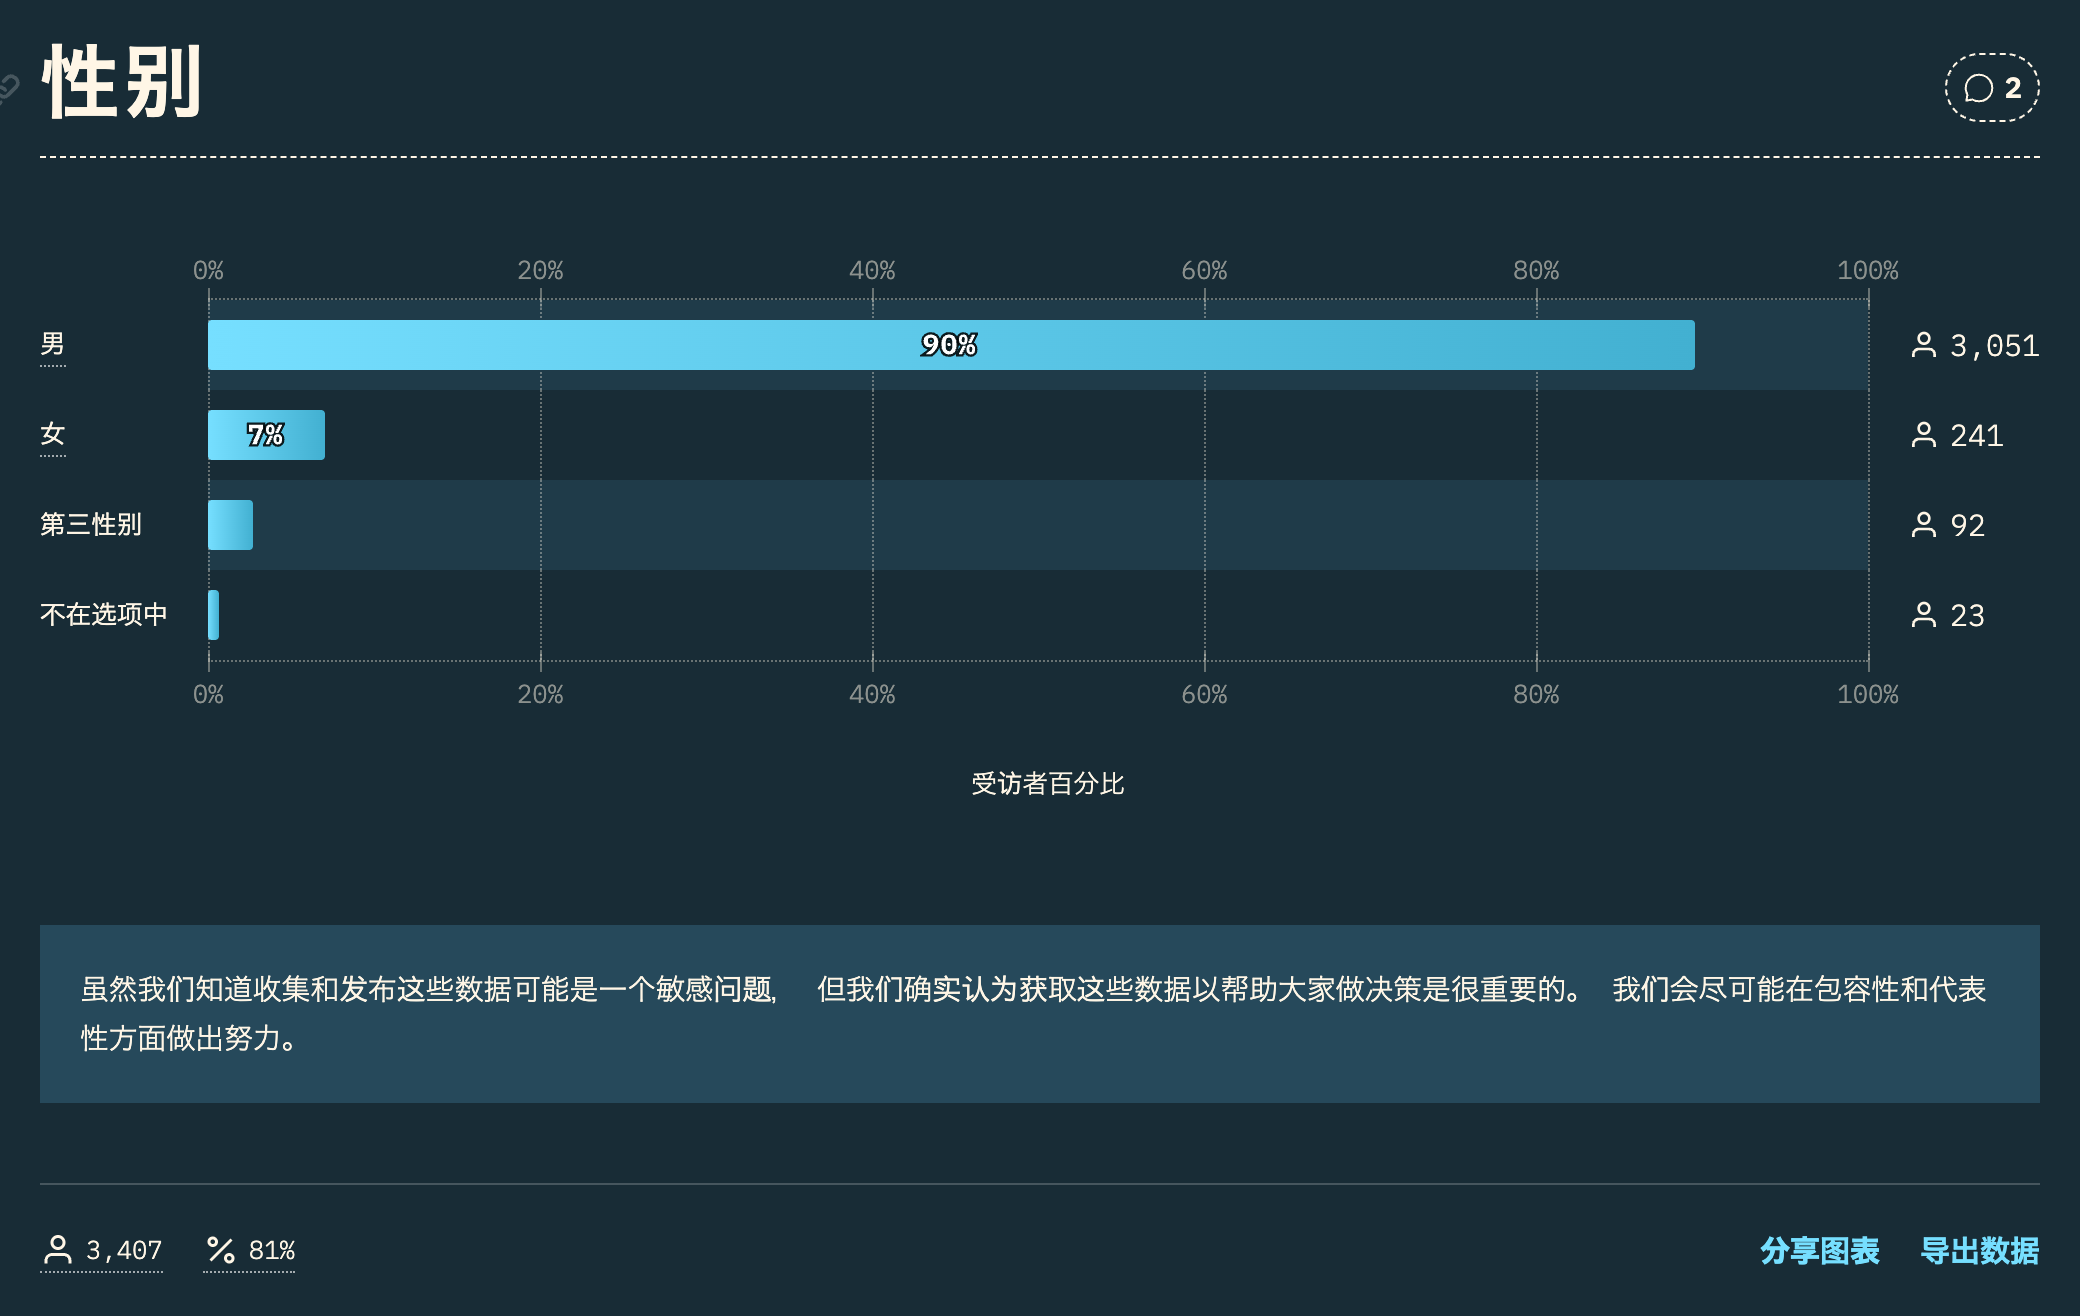 性别
2
0% 20% 40% 60% 80% 100%
男 90% 3,051
女 7% 241
第三性别 92
不在选项中 23
0% 20% 40% 60% 80% 100%
受访者百分比
虽然我们知道收集和发布这些数据可能是一个敏感问题, 但我们确实认为获取这些数据以帮助大家做决策是很重要的。 我们会尽可能在包容性和代表
性方面做出努力。
3,407 81% 分享图表 导出数据